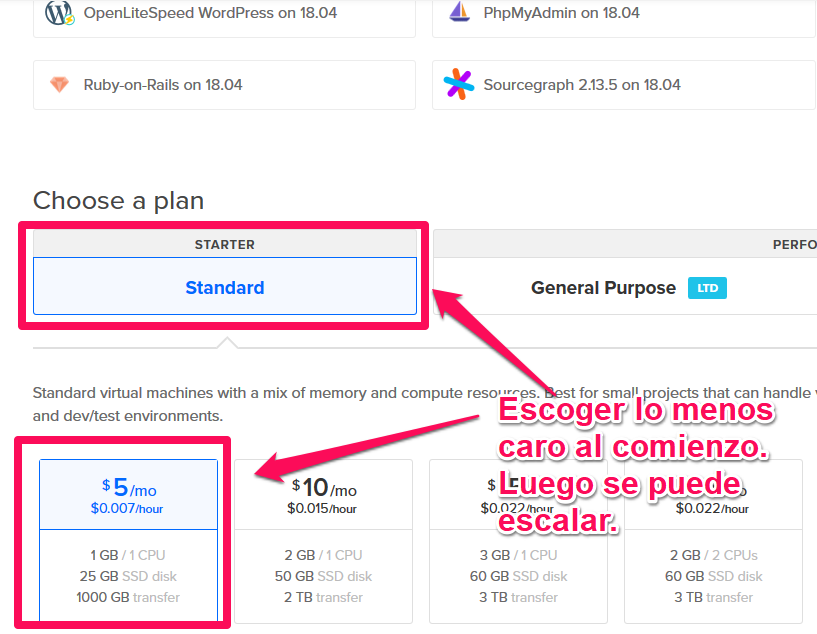 OpenLiteSpeed WordPress on 18.04
PhpMyAdmin on 18.04
Ruby-on-Rails on 18.04
Sourcegraph 2.13.5 on 18.04
Choose a plan
STARTER
PERFO
Standard
General Purpose LTD
Standard virtual machines with a mix of memory and compute resources. Best for small projects that can handle
and dev/test environments.
Escoger lo menos
caro al comienzo.
Luego se puede
escalar.
$5/mo
$0.007/hour
1 GB / 1 CPU
25 GB SSD disk
1000 GB transfer
$10/mo
$0.015/hour
2 GB / 1 CPU
50 GB SSD disk
2 TB transfer
$
$0.022/hour
3 GB / 1 CPU
60 GB SSD disk
3 TB transfer
$0.022/hour
2 GB / 2 CPUs
60 GB SSD disk
3 TB transfer